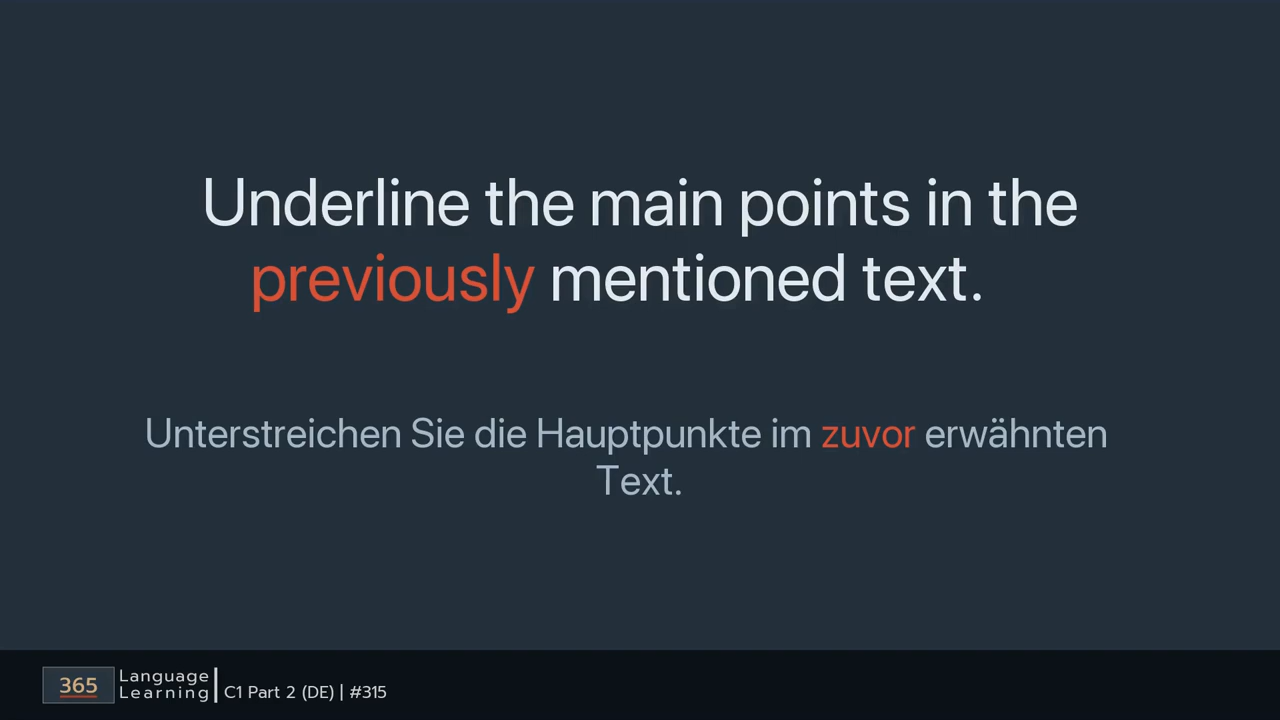 Underline the main points in the
previously mentioned text.
Unterstreichen Sie die Hauptpunkte im zuvor erwähnten
Text.
365 Language
Learning C1 Part 2 (DE) | #315